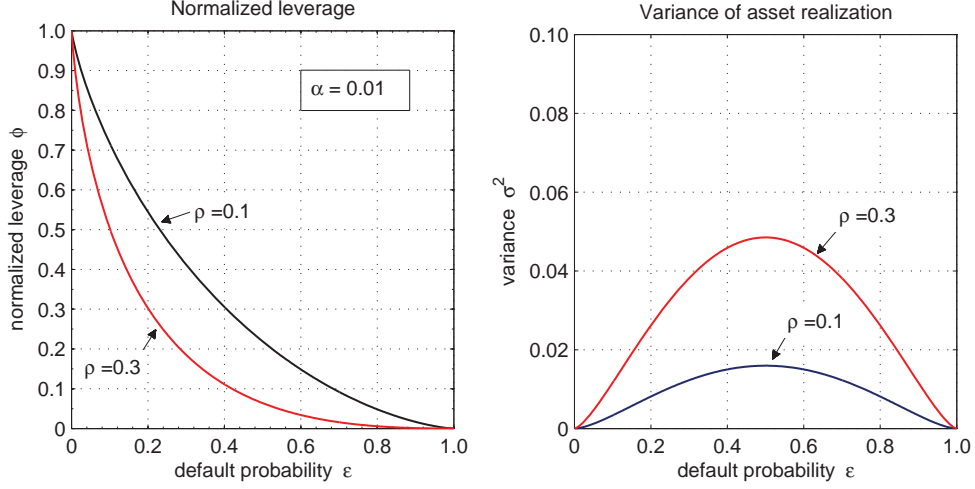 Normalized leverage
1
0.9
0.8
0.7
0.6
0.5
0.4
0.3
0.2
0.1
0
normalized leverage ϕ
α = 0.01
ρ =0.1
ρ =0.3
0 0.2 0.4 0.6 0.8 1.0
default probability ε
Variance of asset realization
0.10
0.08
0.06
0.04
0.02
0
variance σ²
ρ =0.3
ρ =0.1
0 0.2 0.4 0.6 0.8 1.0
default probability ε